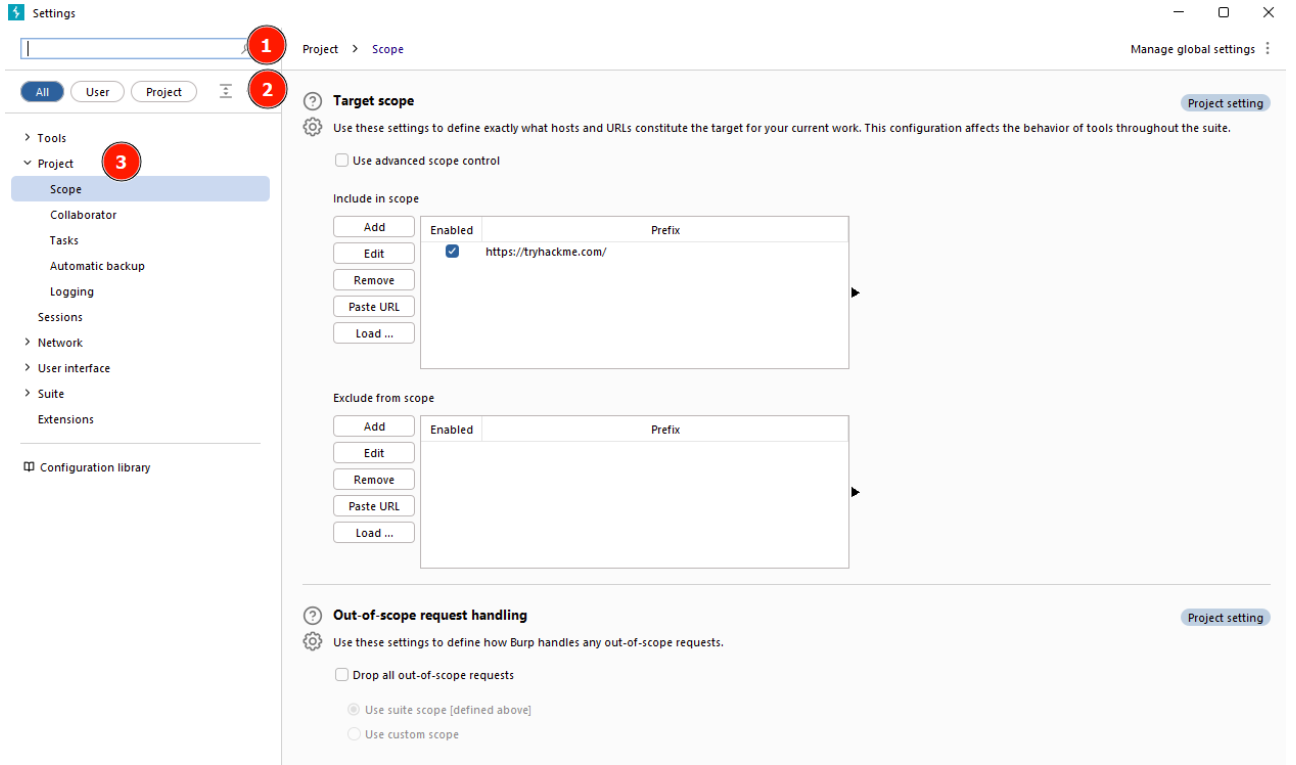 Settings
1
Project > Scope
Manage global settings
All User Project
2
Target scope
Project setting
Use these settings to define exactly what hosts and URLs constitute the target for your current work. This configuration affects the behavior of tools throughout the suite.
Tools
Project
3
Scope
Collaborator
Tasks
Automatic backup
Logging
Sessions
Network
User interface
Suite
Extensions
Configuration library
Use advanced scope control
Include in scope
Add
Edit
Remove
Paste URL
Load ...
Enabled Prefix
https://tryhackme.com/
Exclude from scope
Add
Edit
Remove
Paste URL
Load ...
Enabled Prefix
Out-of-scope request handling
Project setting
Use these settings to define how Burp handles any out-of-scope requests.
Drop all out-of-scope requests
Use suite scope [defined above]
Use custom scope